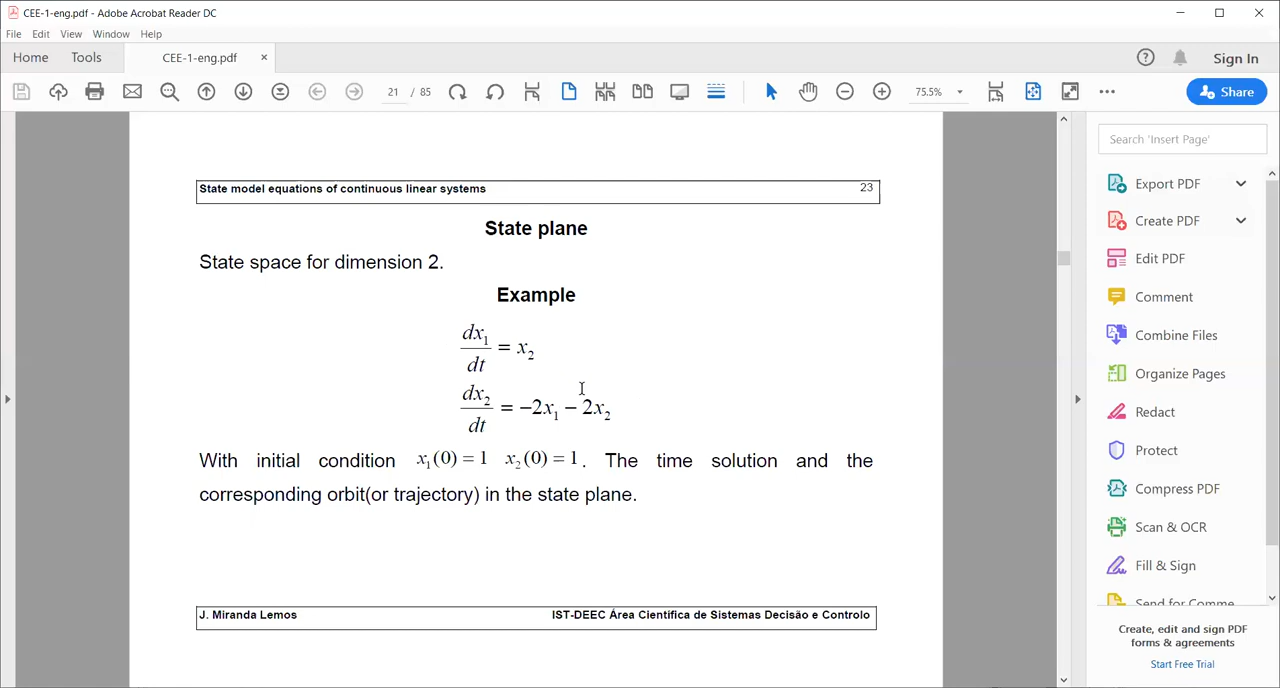 CEE-1-eng.pdf - Adobe Acrobat Reader DC
File Edit View Window Help
Home Tools CEE-1-eng.pdf × Sign In
21 / 85 75.5% Share
Search 'Insert Page'
Export PDF
Create PDF
Edit PDF
Comment
Combine Files
Organize Pages
Redact
Protect
Compress PDF
Scan & OCR
Fill & Sign
Send for Comme
Create, edit and sign PDF
forms & agreements
Start Free Trial
State model equations of continuous linear systems 23
State plane
State space for dimension 2.
Example
dx₁/dt = x₂
dx₂/dt = −2x₁ − 2x₂
With initial condition x₁(0) = 1 x₂(0) = 1. The time solution and the
corresponding orbit(or trajectory) in the state plane.
J. Miranda Lemos IST-DEEC Área Científica de Sistemas Decisão e Controlo